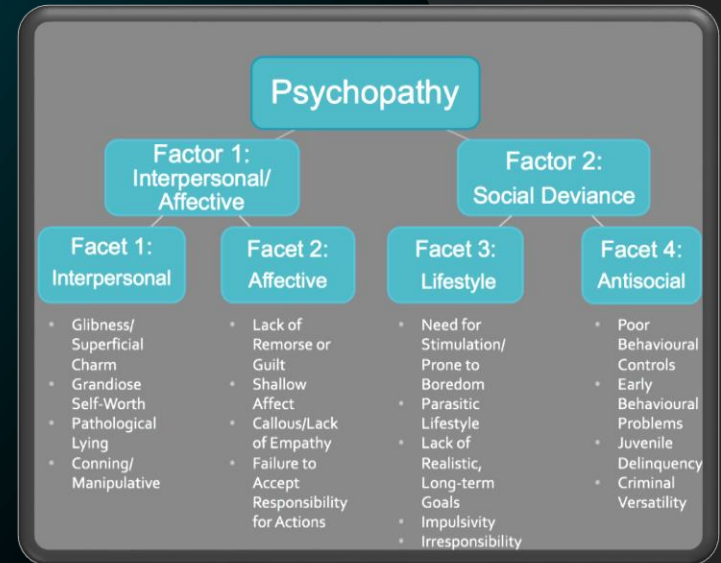 Psychopathy
Factor 1:
Interpersonal/
Affective
Factor 2:
Social Deviance
Facet 1:
Interpersonal
• Glibness/
Superficial
Charm
• Grandiose
Self-Worth
• Pathological
Lying
• Conning/
Manipulative
Facet 2:
Affective
• Lack of
Remorse or
Guilt
• Shallow
Affect
• Callous/Lack
of Empathy
• Failure to
Accept
Responsibility
for Actions
Facet 3:
Lifestyle
• Need for
Stimulation/
Prone to
Boredom
• Parasitic
Lifestyle
• Lack of
Realistic,
Long-term
Goals
• Impulsivity
• Irresponsibility
Facet 4:
Antisocial
• Poor
Behavioural
Controls
• Early
Behavioural
Problems
• Juvenile
Delinquency
• Criminal
Versatility